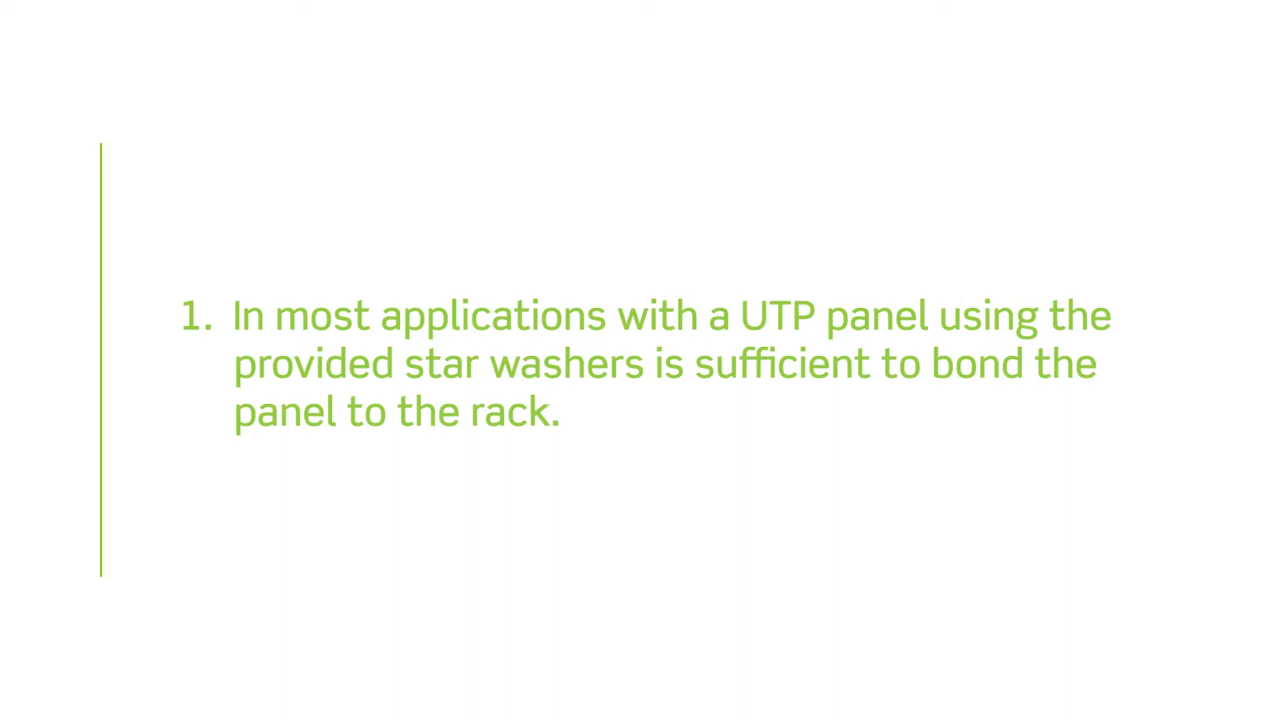 1. In most applications with a UTP panel using the
provided star washers is sufficient to bond the
panel to the rack.